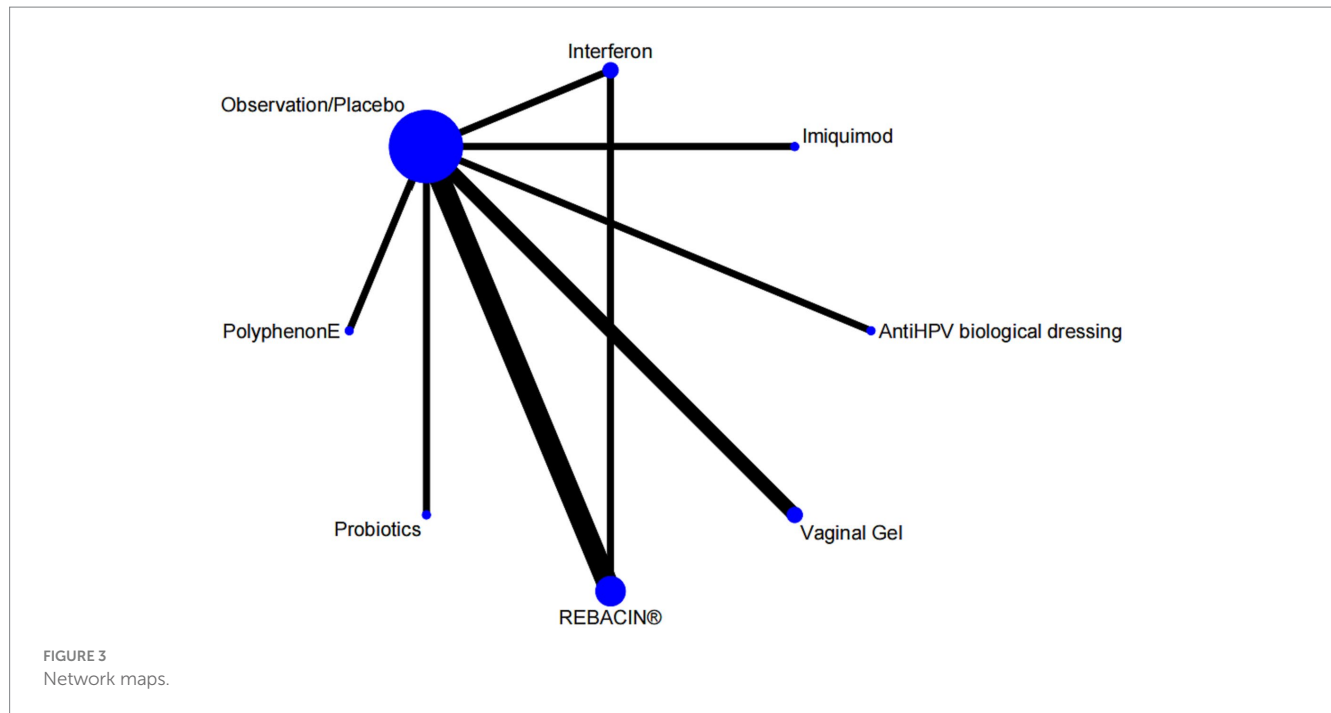 Interferon
Observation/Placebo
Imiquimod
PolyphenonE
AntiHPV biological dressing
Probiotics
Vaginal Gel
REBACIN®
FIGURE 3
Network maps.